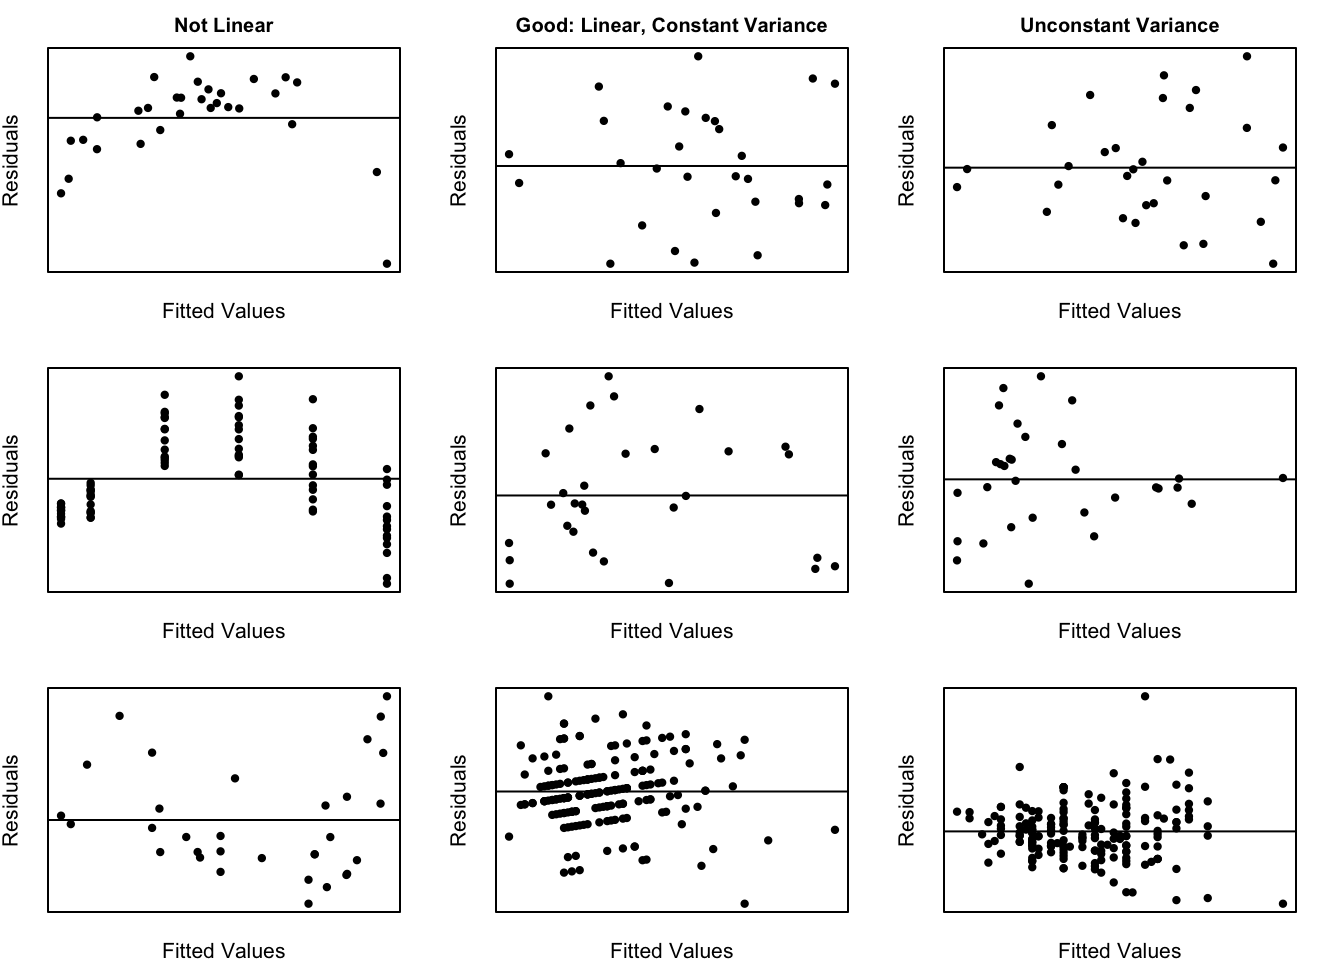 Not Linear
Good: Linear, Constant Variance
Unconstant Variance
Residuals
Residuals
Residuals
Fitted Values
Fitted Values
Fitted Values
Residuals
Residuals
Residuals
Fitted Values
Fitted Values
Fitted Values
Residuals
Residuals
Residuals
Fitted Values
Fitted Values
Fitted Values